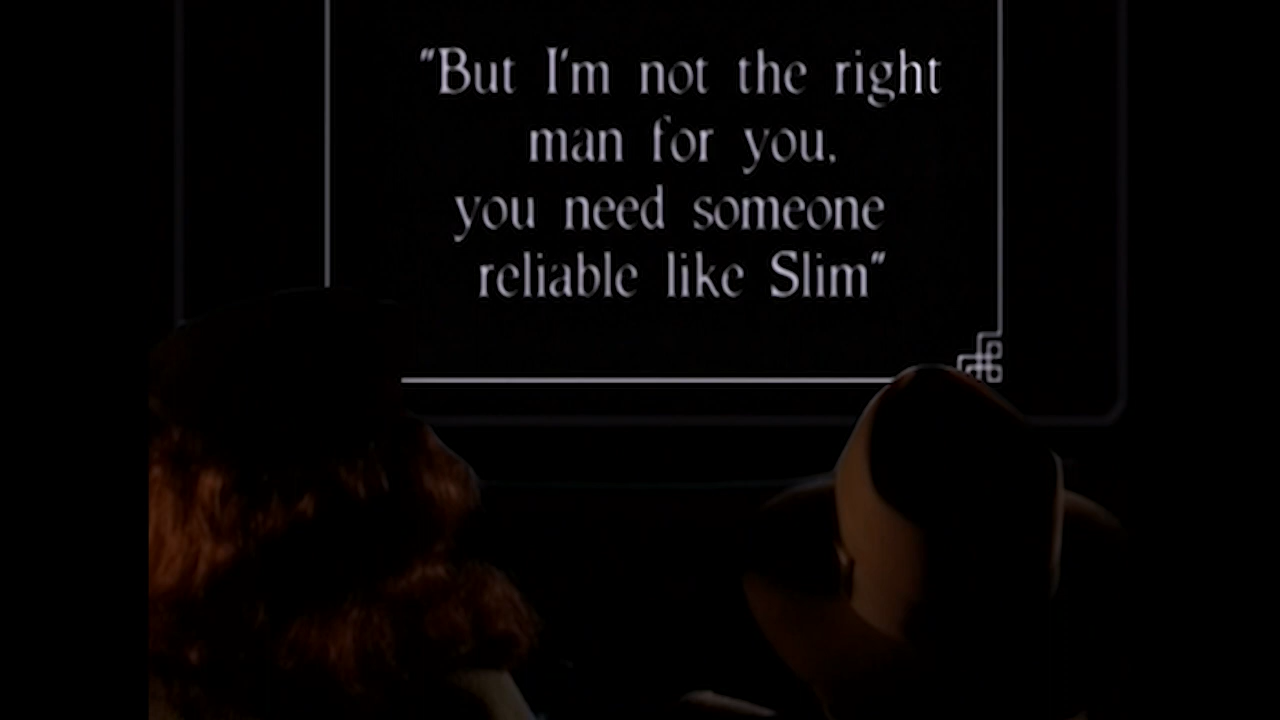 "But I'm not the right
man for you,
you need someone
reliable like Slim"